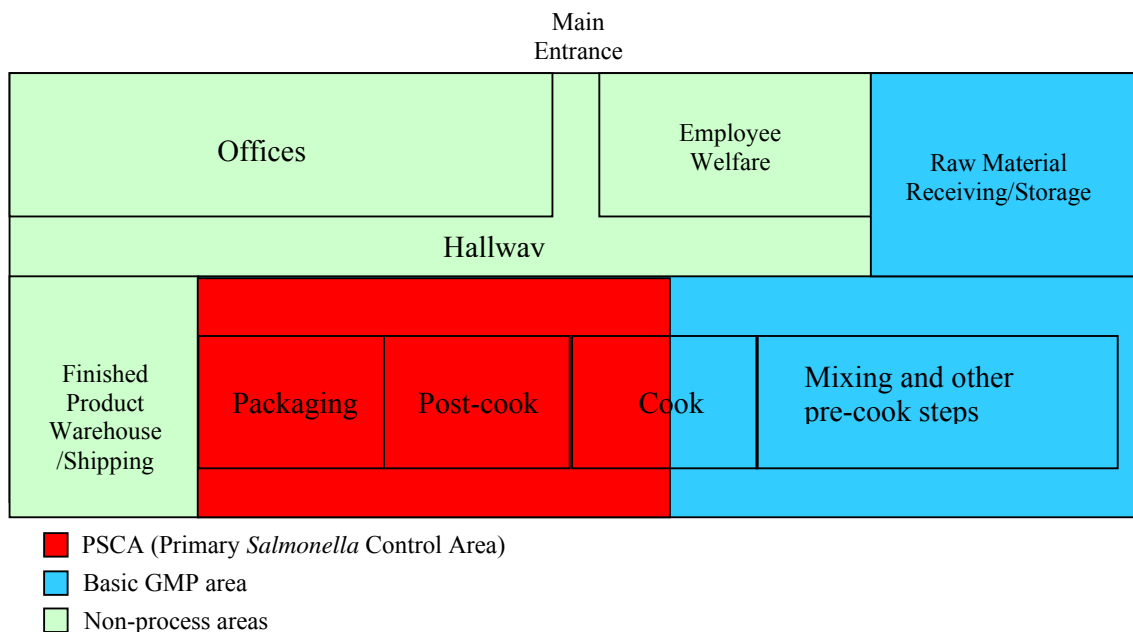 Main
Entrance
Offices
Employee
Welfare
Raw Material
Receiving/Storage
Hallway
Finished
Product
Warehouse
/Shipping
Packaging
Post-cook
Cook
Mixing and other
pre-cook steps
PSCA (Primary Salmonella Control Area)
Basic GMP area
Non-process areas